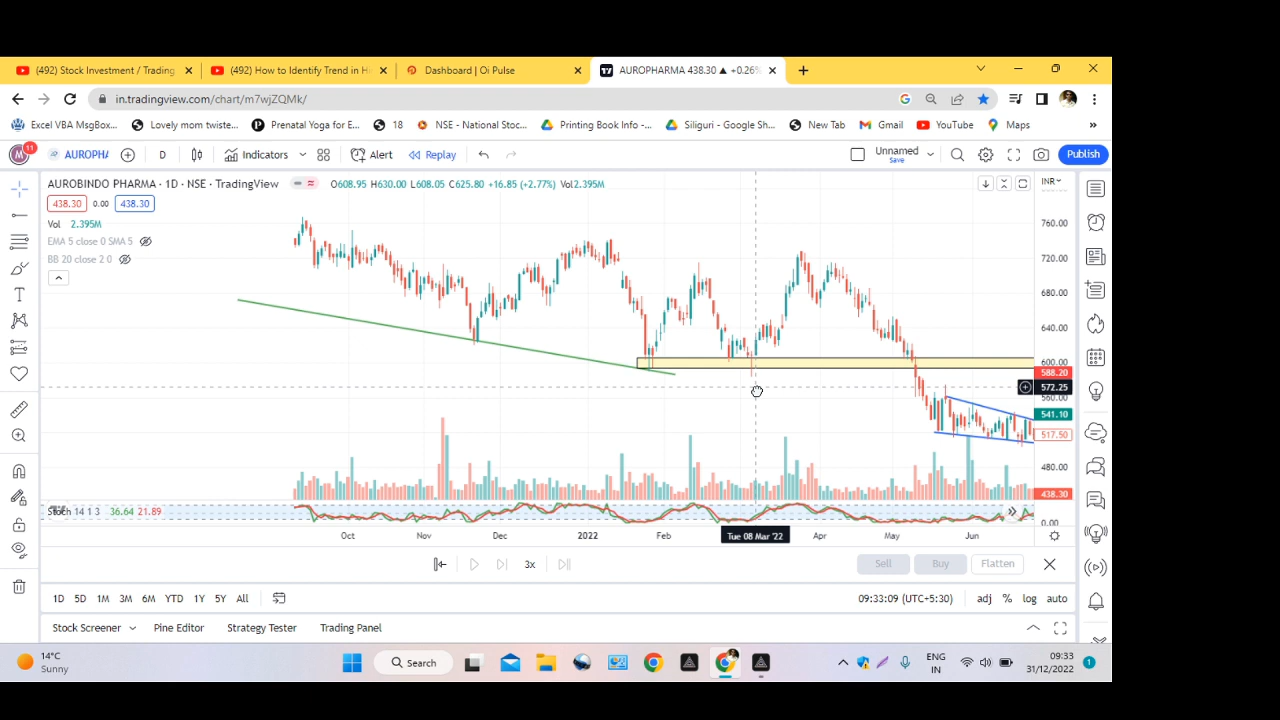 (492) Stock Investment / Trading
(492) How to Identify Trend in Hi
Dashboard | Oi Pulse
AUROPHARMA 438.30 ▲ +0.26%
in.tradingview.com/chart/m7wjZQMk/
Excel VBA MsgBox...
Lovely mom twiste...
Prenatal Yoga for E...
18
NSE - National Stoc...
Printing Book Info -...
Siliguri - Google Sh...
New Tab
Gmail
YouTube
Maps
»
M
11
AUROPHA
D
Indicators
Alert
Replay
Unnamed
Save
Publish
AUROBINDO PHARMA · 1D · NSE · TradingView
O608.95 H630.00 L608.05 C625.80 +16.85 (+2.77%) Vol2.395M
INR
438.30
0.00
438.30
Vol 2.395M
EMA 5 close 0 SMA 5
BB 20 close 2 0
760.00
720.00
680.00
640.00
600.00
588.20
572.25
560.00
541.10
517.50
480.00
438.30
Stoch 14 1 3 36.64 21.89
0.00
Oct
Nov
Dec
2022
Feb
Tue 08 Mar '22
Apr
May
Jun
3x
Sell
Buy
Flatten
1D
5D
1M
3M
6M
YTD
1Y
5Y
All
09:33:09 (UTC+5:30)
adj
%
log
auto
Stock Screener
Pine Editor
Strategy Tester
Trading Panel
14°C
Sunny
Search
ENG
IN
09:33
31/12/2022
1